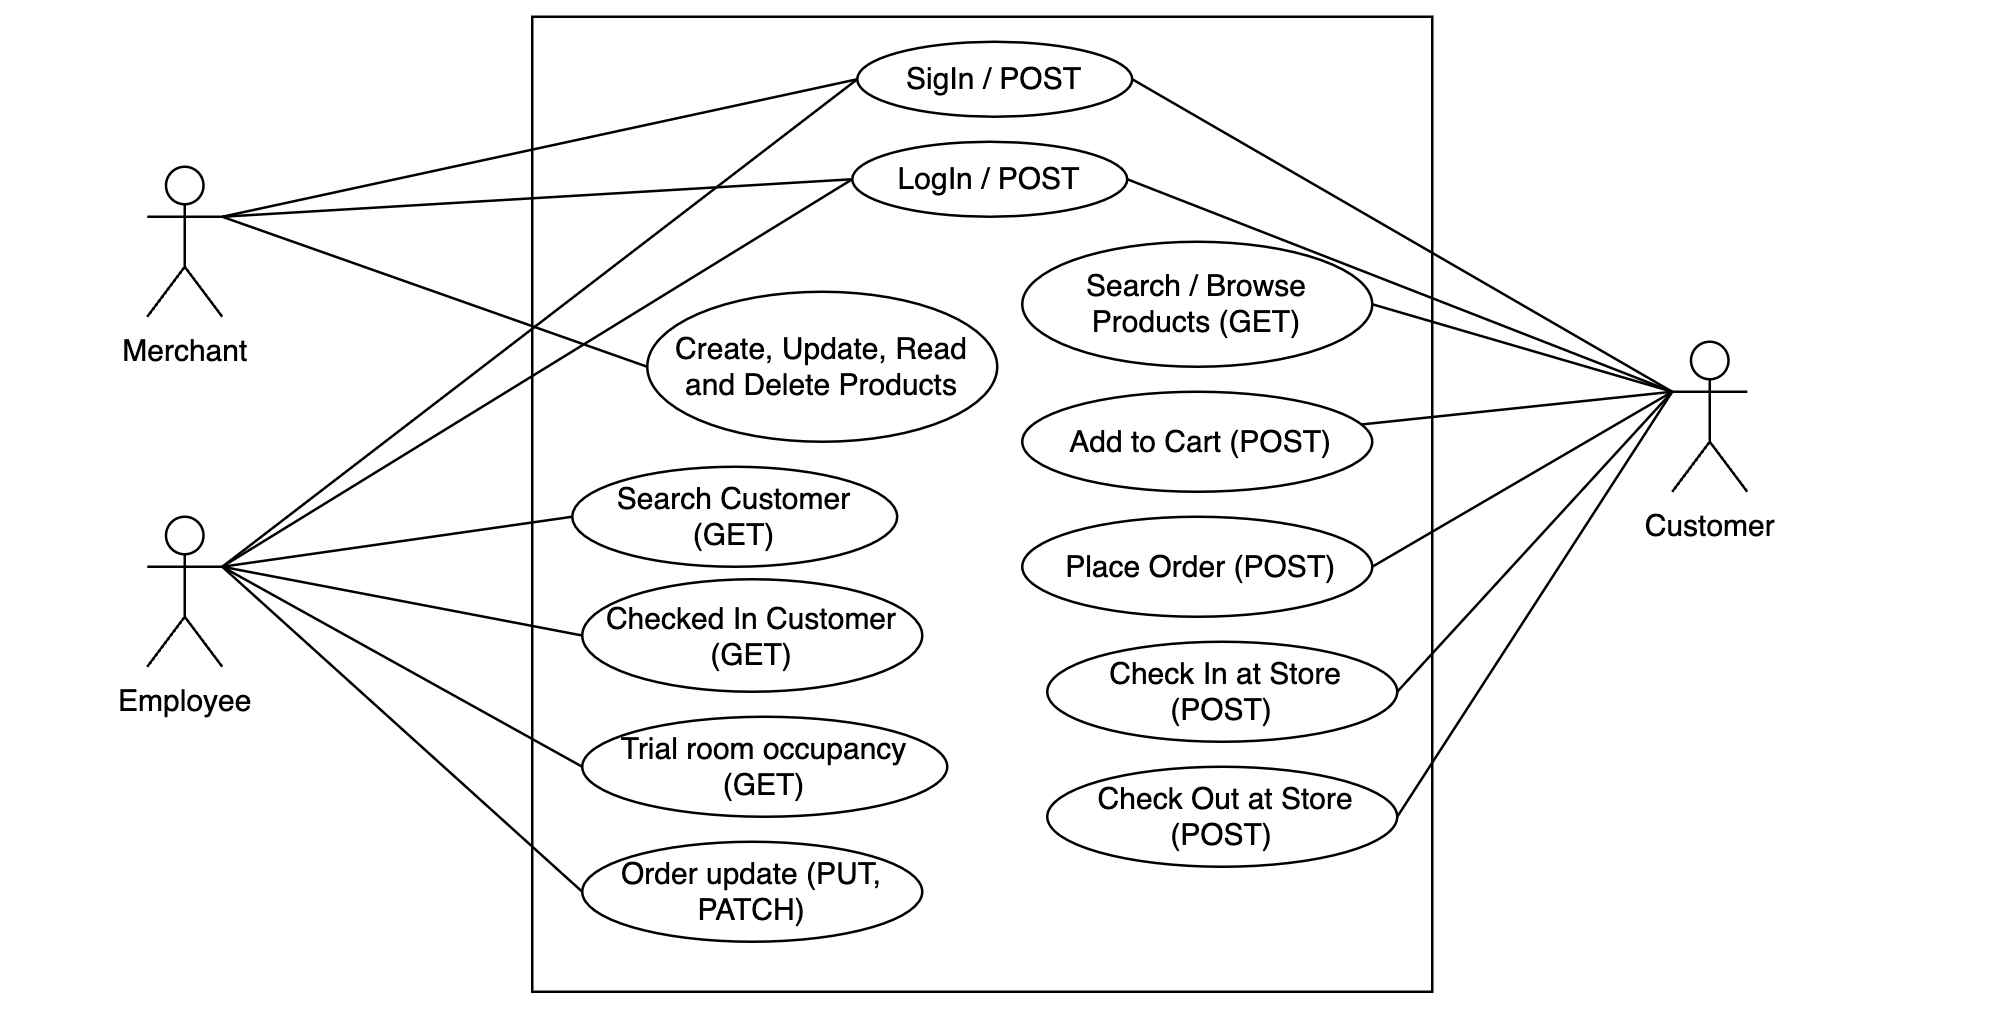 SigIn / POST
LogIn / POST
Search / Browse
Products (GET)
Merchant
Create, Update, Read
and Delete Products
Add to Cart (POST)
Search Customer
(GET)
Customer
Place Order (POST)
Checked In Customer
(GET)
Employee
Check In at Store
(POST)
Trial room occupancy
(GET)
Check Out at Store
(POST)
Order update (PUT,
PATCH)